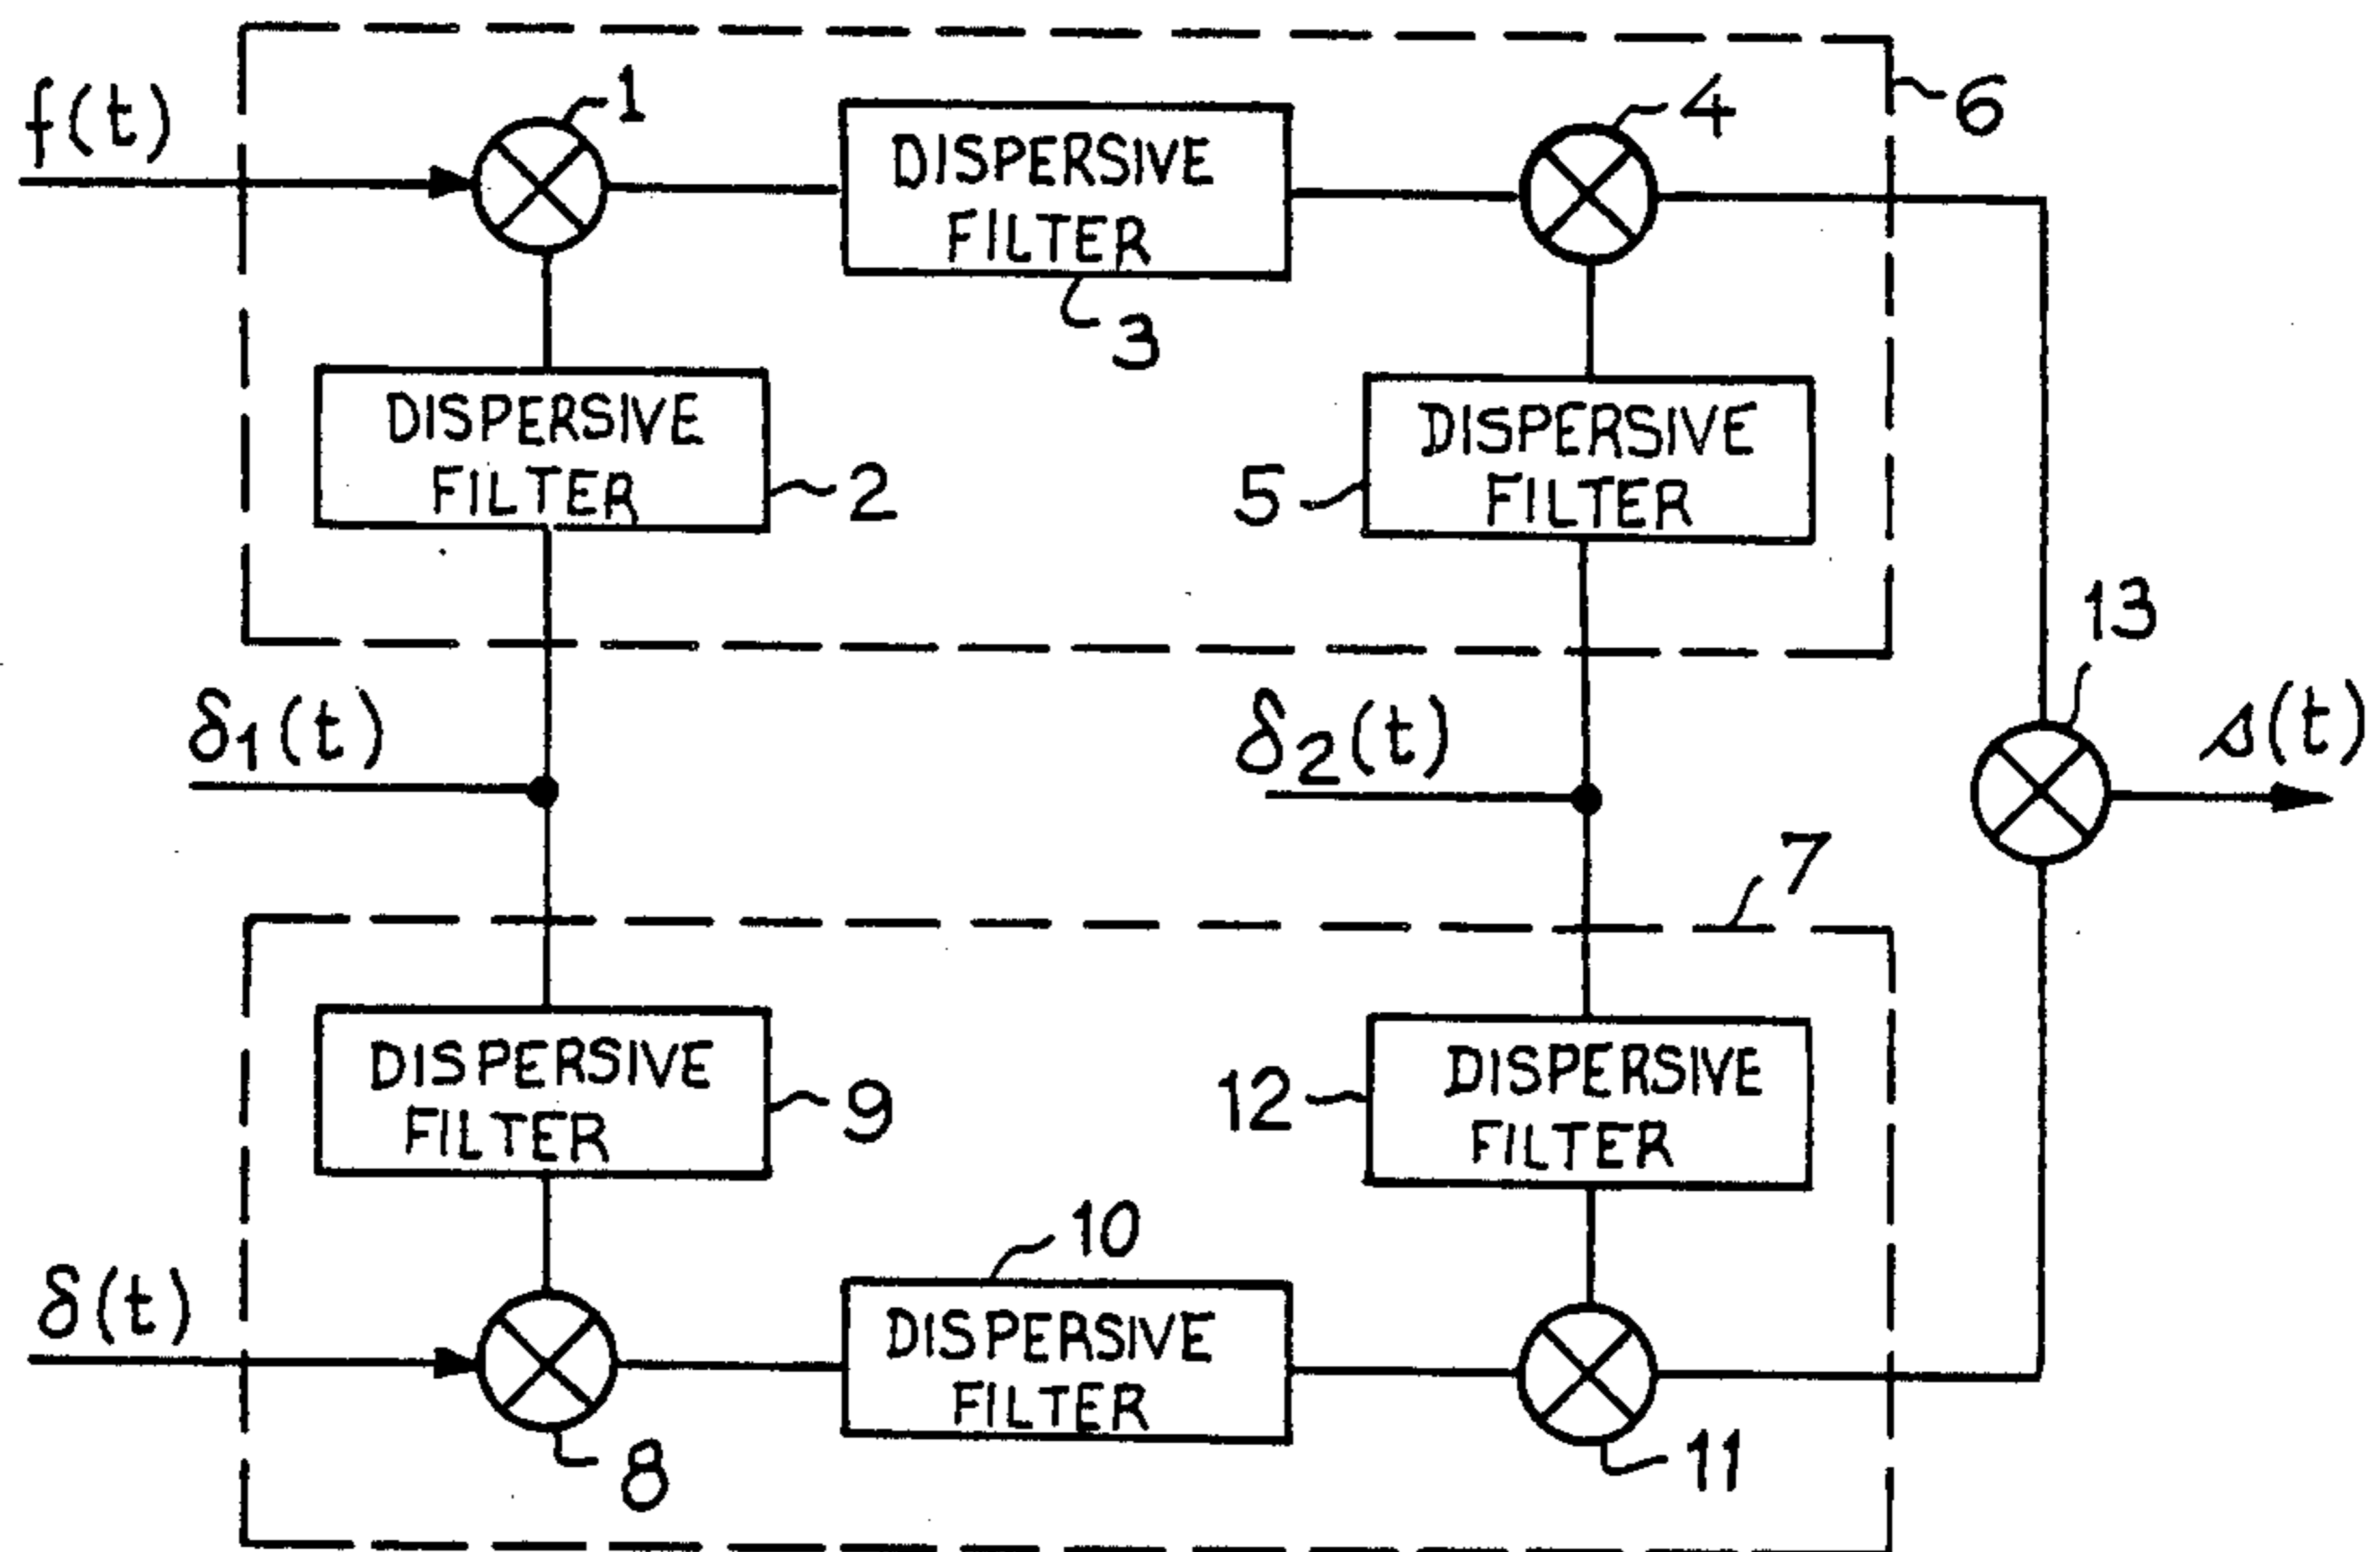 f(t)
1
DISPERSIVE
FILTER
3
4
6
DISPERSIVE
FILTER
2
DISPERSIVE
FILTER
5
δ1(t)
δ2(t)
13
s(t)
7
DISPERSIVE
FILTER
9
DISPERSIVE
FILTER
12
δ(t)
8
10
DISPERSIVE
FILTER
11